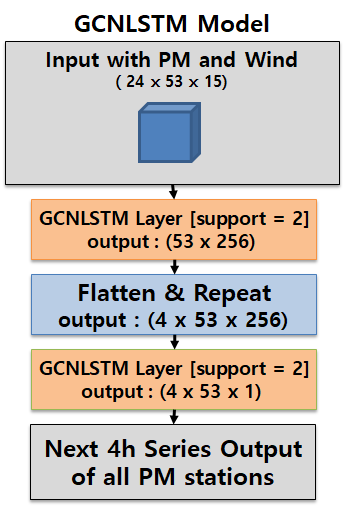 GCNLSTM Model
Input with PM and Wind
( 24 x 53 x 15)
GCNLSTM Layer [support = 2]
output : (53 x 256)
Flatten & Repeat
output : (4 x 53 x 256)
GCNLSTM Layer [support = 2]
output : (4 x 53 x 1)
Next 4h Series Output
of all PM stations